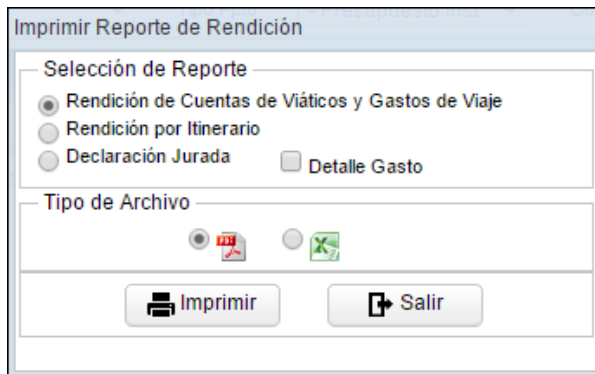 Imprimir Reporte de Rendición
Selección de Reporte
Rendición de Cuentas de Viáticos y Gastos de Viaje
Rendición por Itinerario
Declaración Jurada Detalle Gasto
Tipo de Archivo
Imprimir Salir